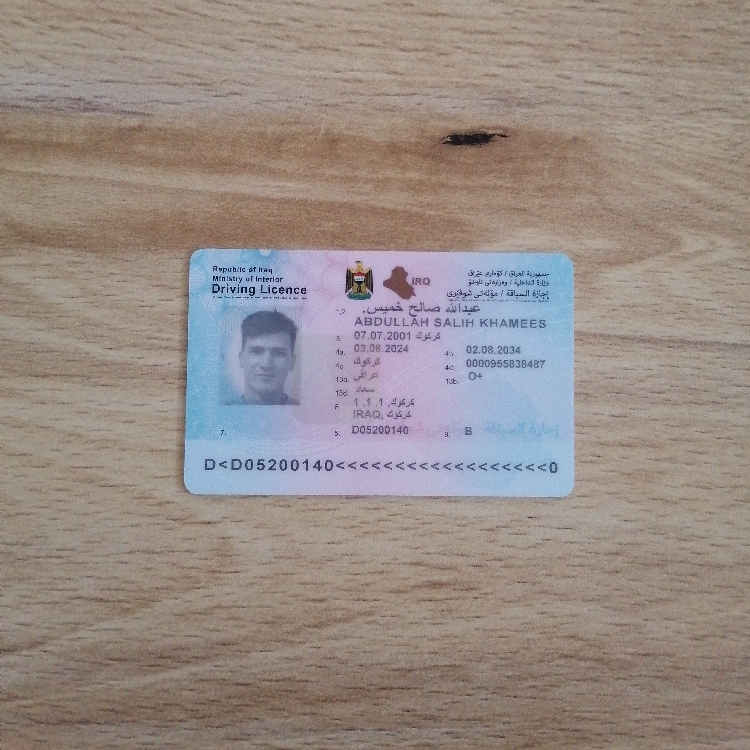 Republic of Iraq
Ministry of Interior
Driving Licence
IRQ
جمهورية العراق / كۆماری عێراق
وزارة الداخلية / وەزارەتی ناوخۆ
إجازة السياقة / مۆڵەتی شوفێری
1,2. عبدالله صالح خميس.
ABDULLAH SALIH KHAMEES
3. 07.07.2001 كركوك
4a. 03.08.2024 4b. 02.08.2034
4c. كركوك 4d. 0000955838487
13a. عراقي 13b. O+
13d. سعاد
8. كركوك, 1, 1, 1
IRAQ, كركوك
7. 5. D05200140 9. B
إجازة السياقة
D<D05200140<<<<<<<<<<<<<<<<<<<0